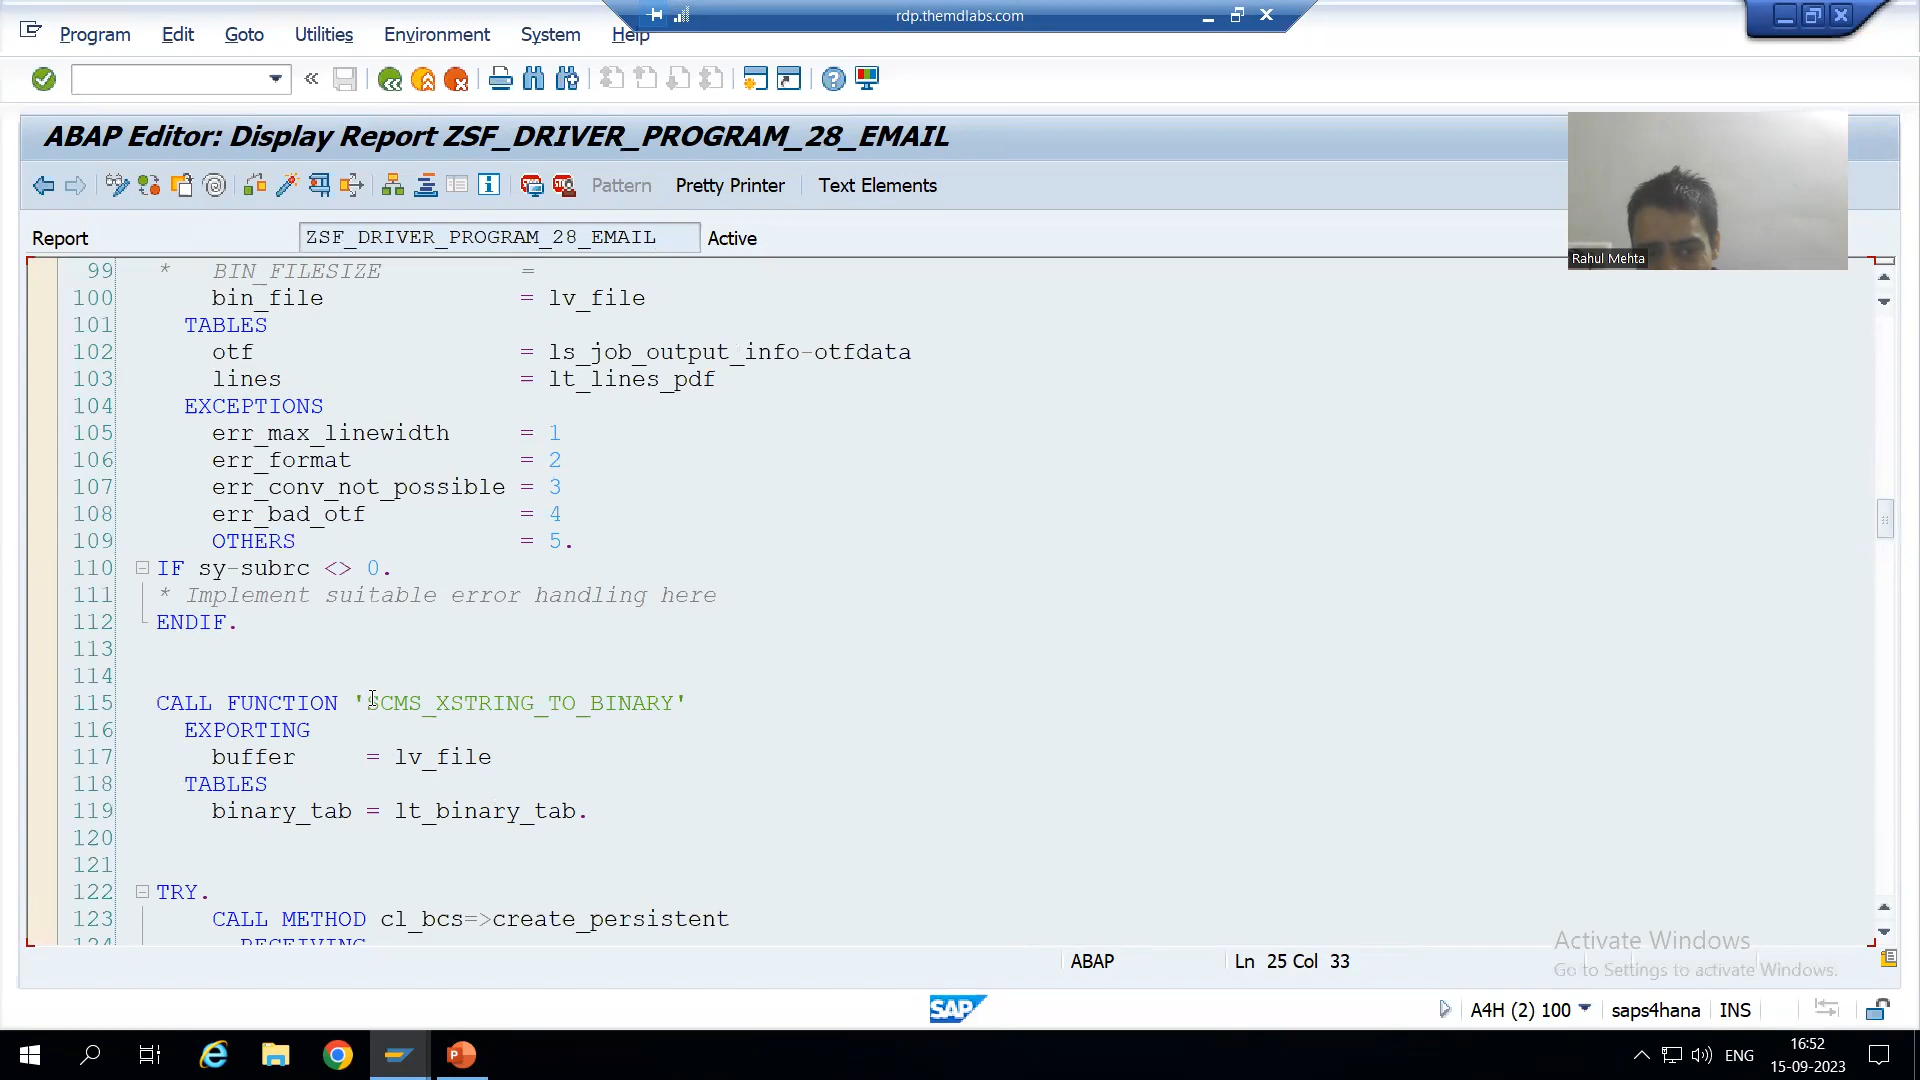 rdp.themdlabs.com
Program Edit Goto Utilities Environment System Help
«
ABAP Editor: Display Report ZSF_DRIVER_PROGRAM_28_EMAIL
Pattern Pretty Printer Text Elements
Report ZSF_DRIVER_PROGRAM_28_EMAIL Active
Rahul Mehta
99 * BIN_FILESIZE =
100 bin_file = lv_file
101 TABLES
102 otf = ls_job_output_info-otfdata
103 lines = lt_lines_pdf
104 EXCEPTIONS
105 err_max_linewidth = 1
106 err_format = 2
107 err_conv_not_possible = 3
108 err_bad_otf = 4
109 OTHERS = 5.
110 IF sy-subrc <> 0.
111 * Implement suitable error handling here
112 ENDIF.
113
114
115 CALL FUNCTION 'SCMS_XSTRING_TO_BINARY'
116 EXPORTING
117 buffer = lv_file
118 TABLES
119 binary_tab = lt_binary_tab.
120
121
122 TRY.
123 CALL METHOD cl_bcs=>create_persistent
124 RECEIVING
Activate Windows
Go to Settings to activate Windows.
ABAP Ln 25 Col 33
SAP A4H (2) 100 saps4hana INS
ENG 16:52
15-09-2023